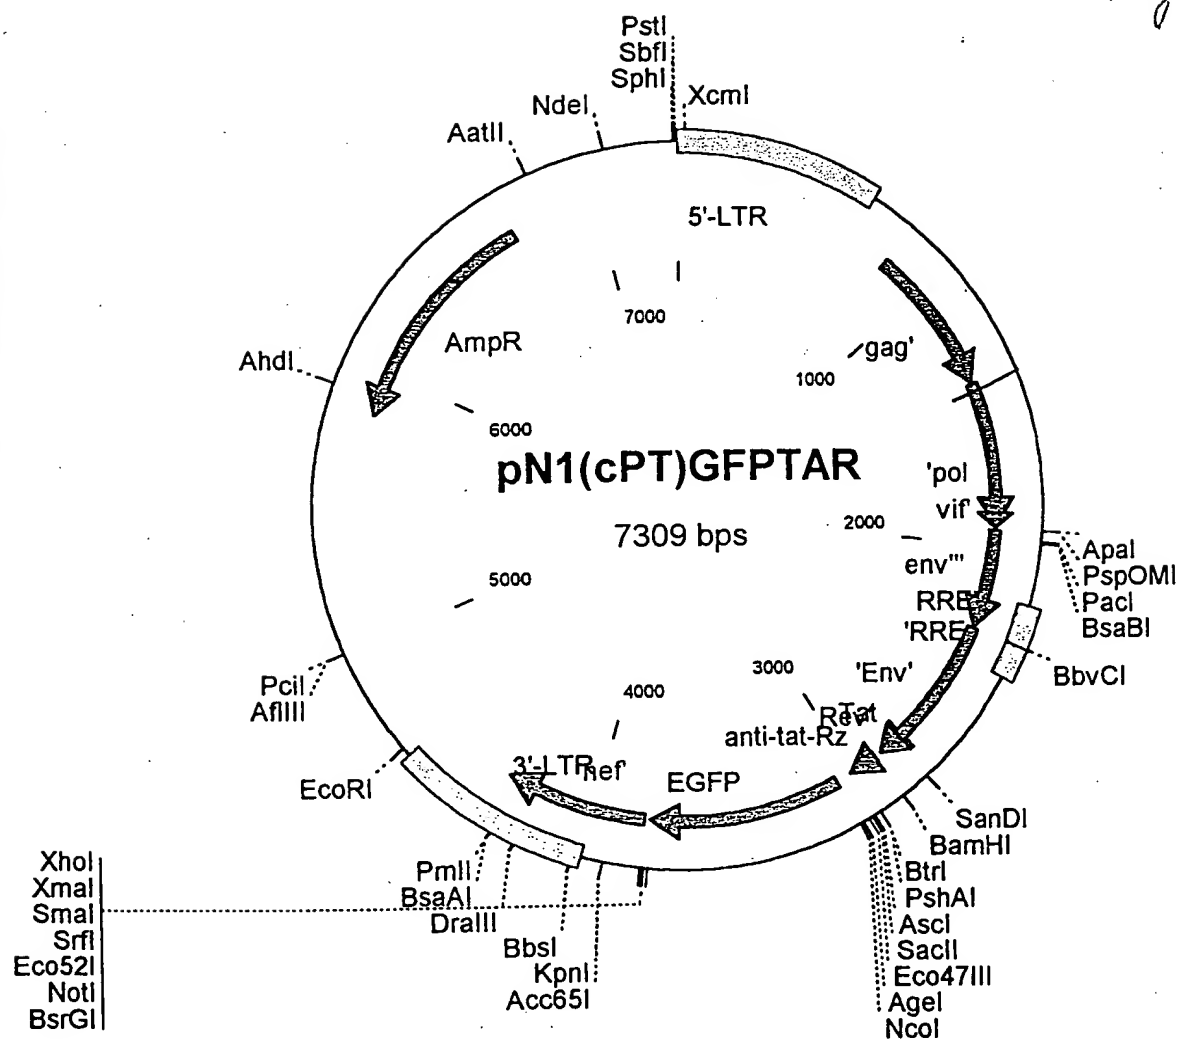 PstI
SbfI
SphI
XcmI
NdeI
AatII
5'-LTR
7000
AmpR
gag'
1000
AhdI
6000
pN1(cPT)GFPTAR
7309 bps
'pol
vif'
2000
env'''
ApaI
PspOMI
PacI
BsaBI
5000
RRE
'RRE
BbvCI
'Env'
3000
4000
PciI
AflIII
Rev'
Tat
anti-tat-Rz
3'-LTR
nef'
EGFP
EcoRI
SanDI
BamHI
BtrI
PshAI
AscI
SacII
Eco47III
AgeI
NcoI
PmlI
BsaAI
DraIII
BbsI
KpnI
Acc65I
XhoI
XmaI
SmaI
SrfI
Eco52I
NotI
BsrGI